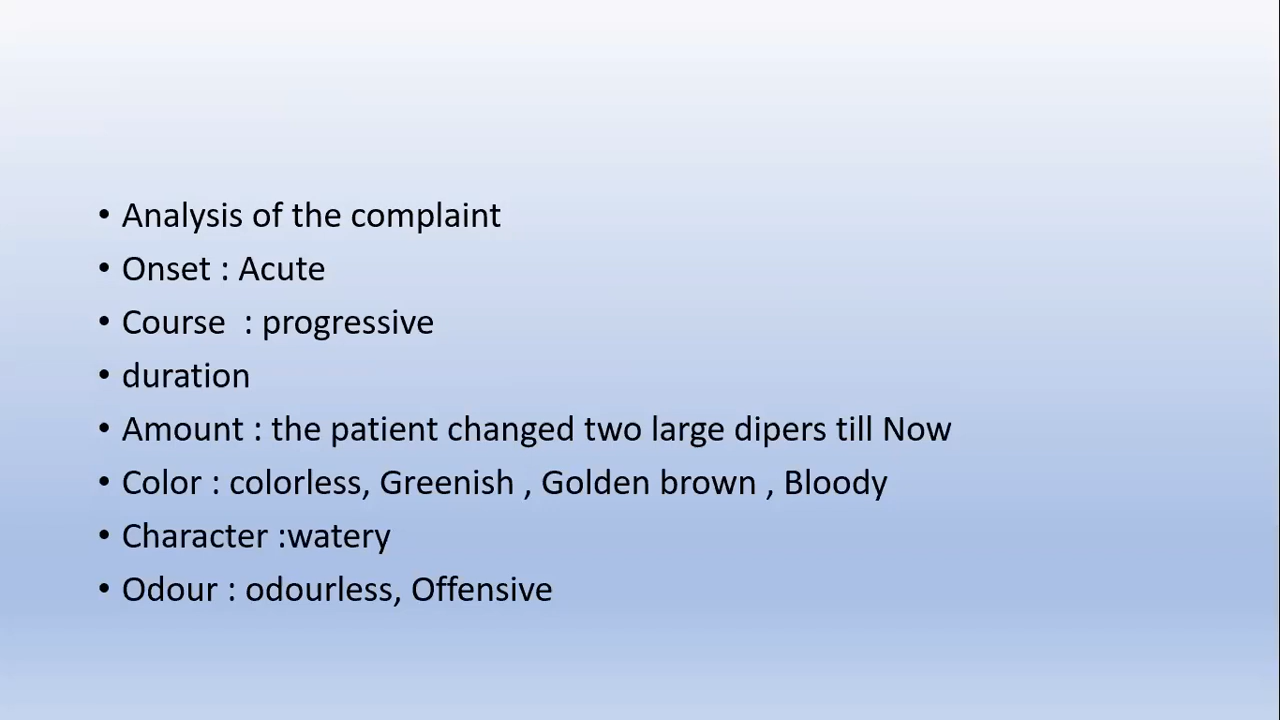 • Analysis of the complaint
• Onset : Acute
• Course  : progressive
• duration
• Amount : the patient changed two large dipers till Now
• Color : colorless, Greenish , Golden brown , Bloody
• Character :watery
• Odour : odourless, Offensive